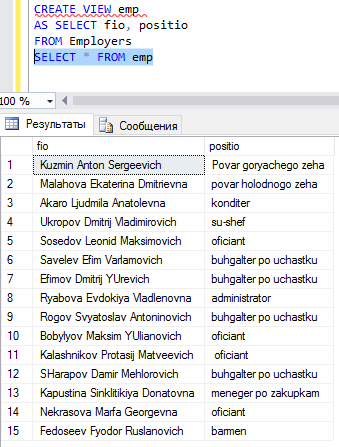 CREATE VIEW emp
AS SELECT fio, positio
FROM Employers
SELECT * FROM emp
100 %
Результаты Сообщения
fio positio
1 Kuzmin Anton Sergeevich Povar goryachego zeha
2 Malahova Ekaterina Dmitrievna povar holodnogo zeha
3 Akaro Ljudmila Anatolevna konditer
4 Ukropov Dmitrij Vladimirovich su-shef
5 Sosedov Leonid Maksimovich oficiant
6 Savelev Efim Varlamovich buhgalter po uchastku
7 Efimov Dmitrij YUrevich buhgalter po uchastku
8 Ryabova Evdokiya Vladlenovna administrator
9 Rogov Svyatoslav Antoninovich buhgalter po uchastku
10 Bobylyov Maksim YUlianovich oficiant
11 Kalashnikov Protasij Matveevich oficiant
12 SHarapov Damir Mehlorovich buhgalter po uchastku
13 Kapustina Sinklitikiya Donatovna meneger po zakupkam
14 Nekrasova Marfa Georgevna oficiant
15 Fedoseev Fyodor Ruslanovich barmen